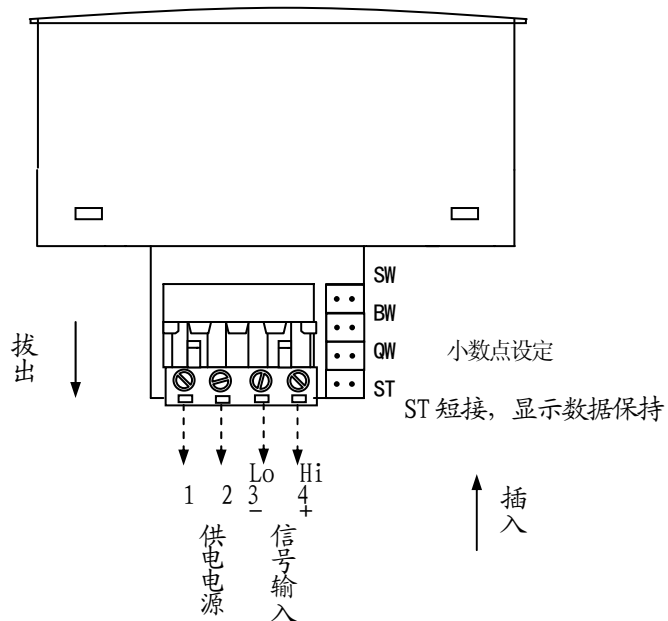 SW
BW
QW
小数点设定
ST
ST 短接，显示数据保持
拔出
插入
Lo Hi
1 2 3 4
− +
供电电源
信号输入